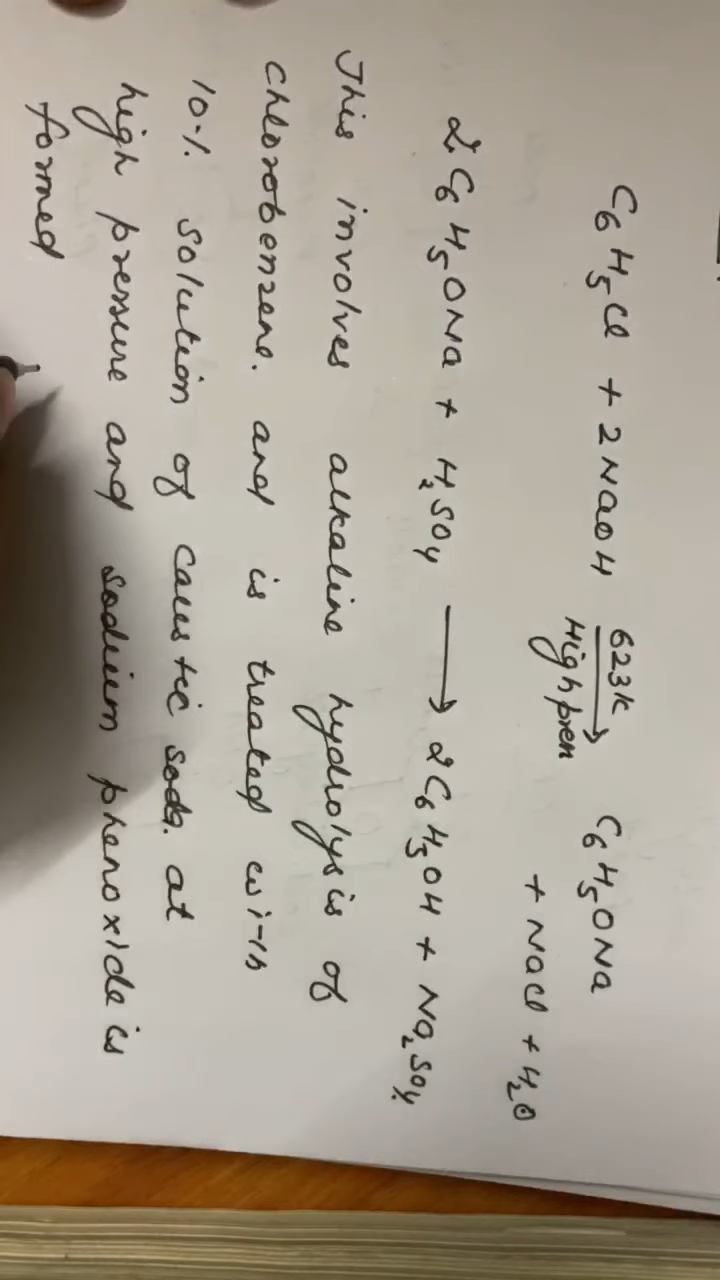 C₆H₅Cl + 2NaOH 623K High pren → C₆H₅ONa
+ NaCl + H₂O
2C₆H₅ONa + H₂SO₄ → 2C₆H₅OH + Na₂SO₄.
This involves alkaline hydrolysis of
chlorobenzene. and is treated with
10% solution of caustic soda. at
high pressure and sodium phenoxide is
formed